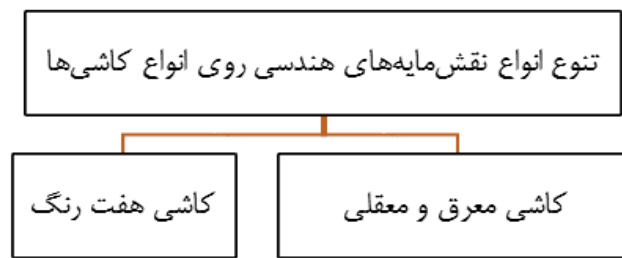 تنوع انواع نقش‌مایه‌های هندسی روی انواع کاشی‌ها
کاشی معرق و معقلی
کاشی هفت رنگ